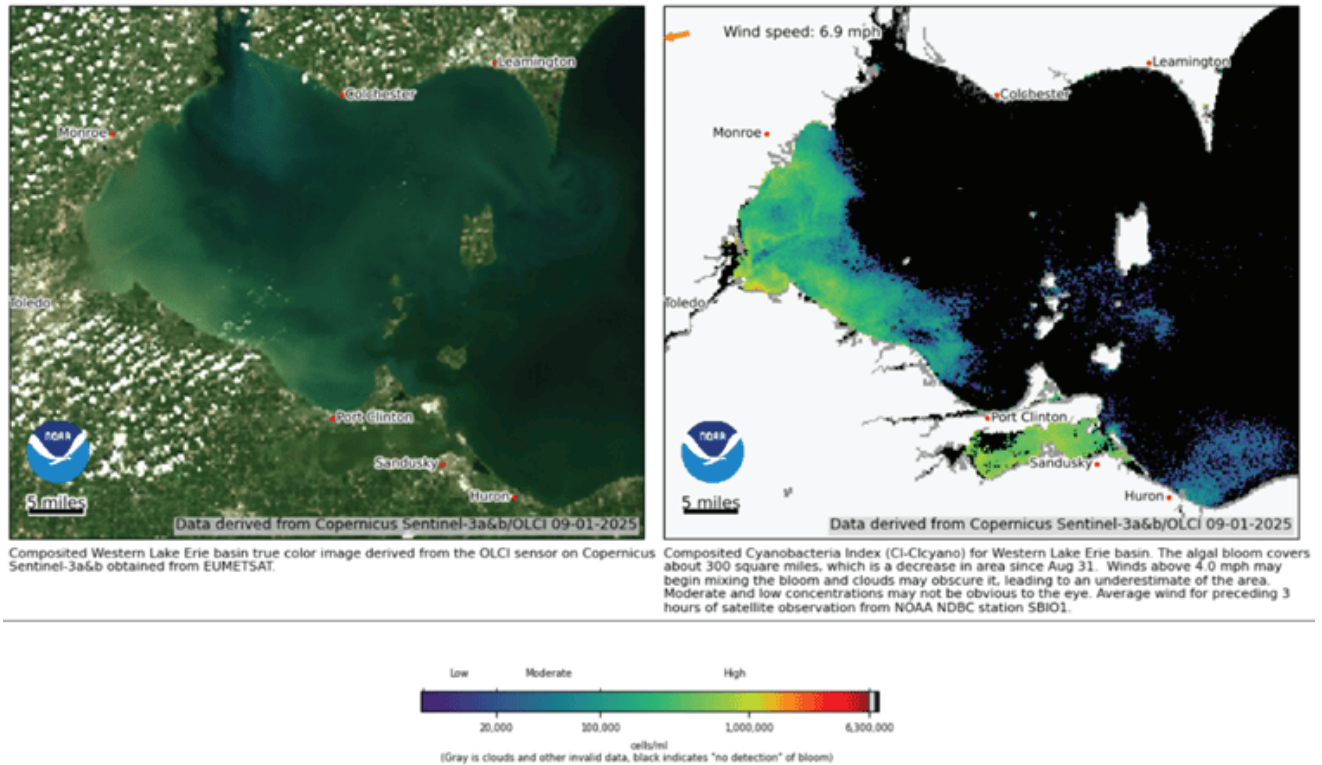 Leamington
Colchester
Monroe
Toledo
Port Clinton
Sandusky
Huron
NOAA
5 miles
Data derived from Copernicus Sentinel-3a&b/OLCI 09-01-2025
Composited Western Lake Erie basin true color image derived from the OLCI sensor on Copernicus
Sentinel-3a&b obtained from EUMETSAT.
Wind speed: 6.9 mph
Leamington
Colchester
Monroe
Toledo
Port Clinton
Sandusky
Huron
NOAA
5 miles
Data derived from Copernicus Sentinel-3a&b/OLCI 09-01-2025
Composited Cyanobacteria Index (CI-CIcyano) for Western Lake Erie basin. The algal bloom covers
about 300 square miles, which is a decrease in area since Aug 31. Winds above 4.0 mph may
begin mixing the bloom and clouds may obscure it, leading to an underestimate of the area.
Moderate and low concentrations may not be obvious to the eye. Average wind for preceding 3
hours of satellite observation from NOAA NDBC station SBIO1.
Low Moderate High
20,000 100,000 1,000,000 6,300,000
cells/ml
(Gray is clouds and other invalid data, black indicates "no detection" of bloom)